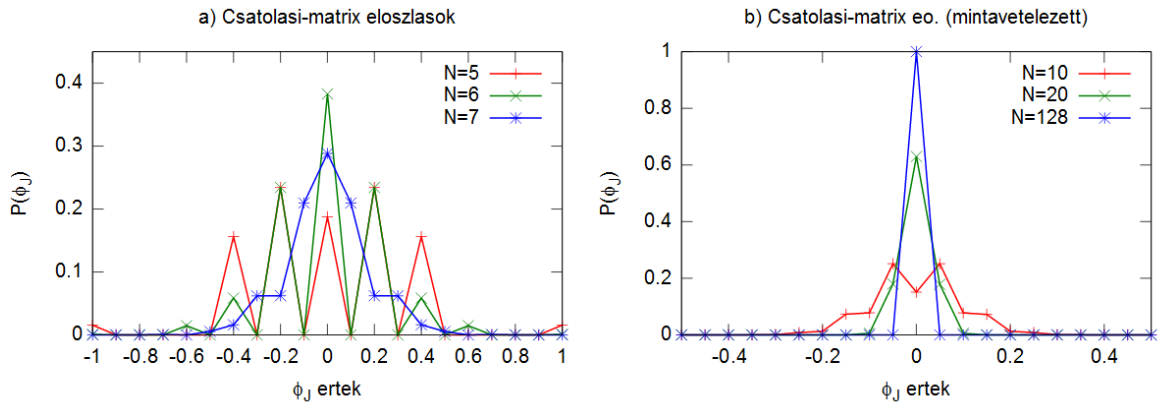 a) Csatolasi-matrix eloszlasok
P(ϕJ)
0.4
0.3
0.2
0.1
0
N=5
N=6
N=7
-1 -0.8 -0.6 -0.4 -0.2 0 0.2 0.4 0.6 0.8 1
ϕJ ertek
b) Csatolasi-matrix eo. (mintavetelezett)
P(ϕJ)
1
0.8
0.6
0.4
0.2
0
N=10
N=20
N=128
-0.4 -0.2 0 0.2 0.4
ϕJ ertek